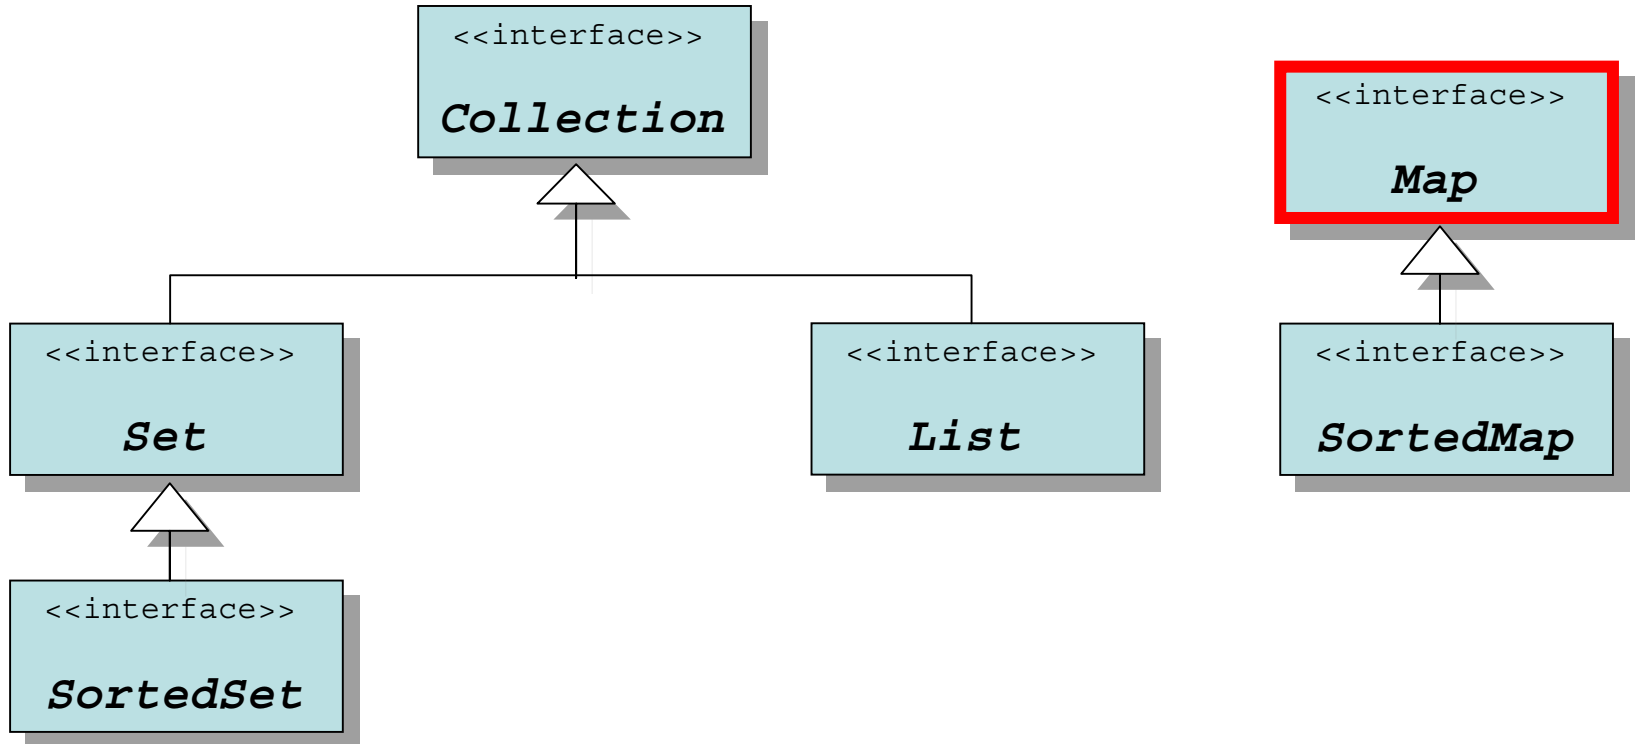 <<interface>>
Collection
<<interface>>
Map
<<interface>>
Set
<<interface>>
List
<<interface>>
SortedMap
<<interface>>
SortedSet